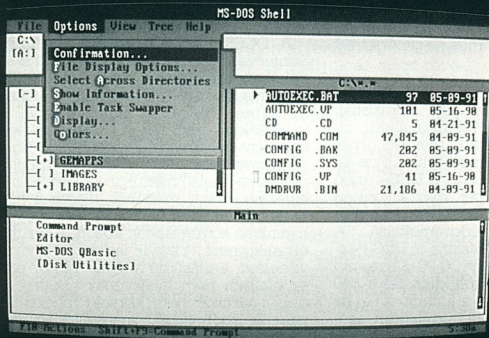 MS-DOS Shell
File Options View Tree Help
C:\
[A:]
Confirmation...
File Display Options...
Select Across Directories
Show Information...
Enable Task Swapper
Display...
Colors...
C:\*.*
[-]
[+] GEMAPPS
[ ] IMAGES
[+] LIBRARY
AUTOEXEC.BAT 97 05-09-91
AUTOEXEC.VP 101 05-16-90
CD .CD 5 04-21-91
COMMAND .COM 47,845 04-09-91
CONFIG .BAK 202 05-09-91
CONFIG .SYS 202 05-09-91
CONFIG .VP 41 05-16-90
DMDRVR .BIN 21,186 04-09-91
Main
Command Prompt
Editor
MS-DOS QBasic
[Disk Utilities]
F10=Actions Shift+F9=Command Prompt